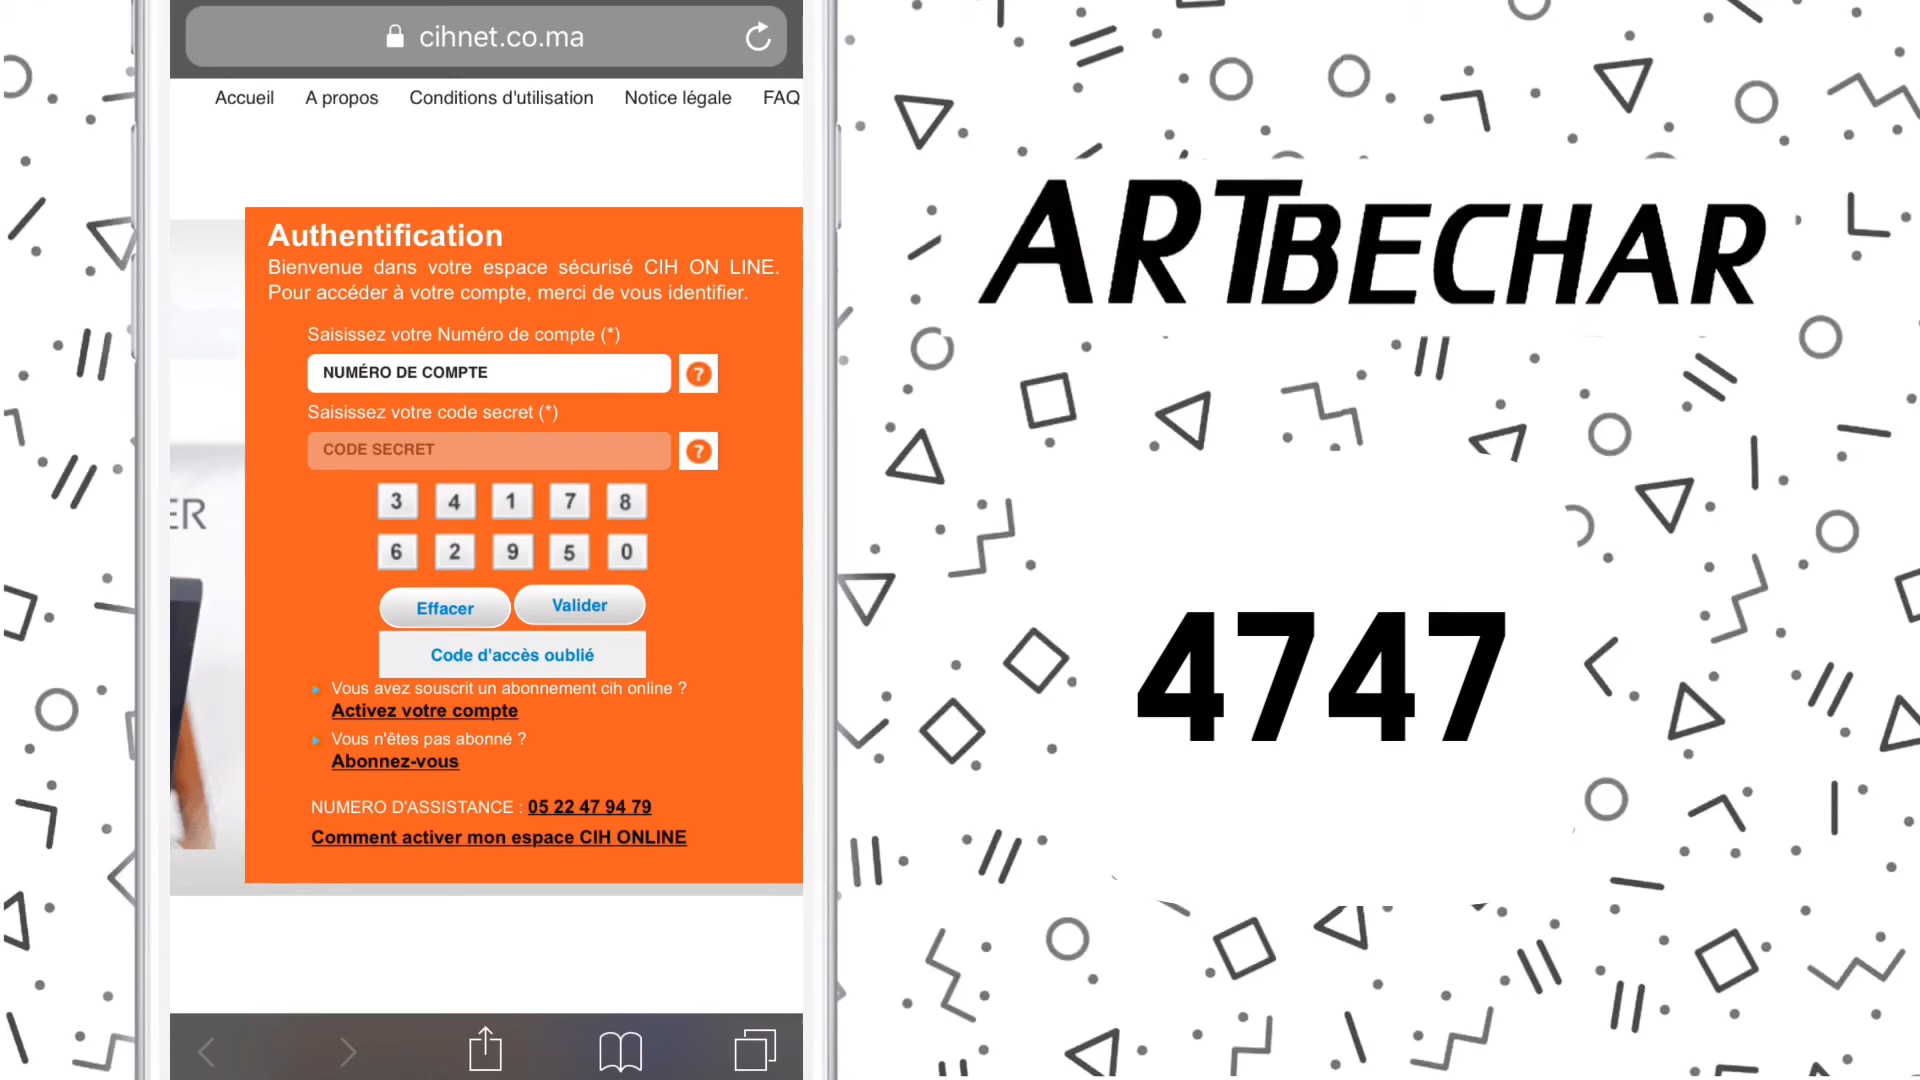 cihnet.co.ma
Accueil A propos Conditions d'utilisation Notice légale FAQ
Authentification
Bienvenue dans votre espace sécurisé CIH ON LINE.
Pour accéder à votre compte, merci de vous identifier.
Saisissez votre Numéro de compte (*)
NUMÉRO DE COMPTE
?
Saisissez votre code secret (*)
CODE SECRET
?
3 4 1 7 8
6 2 9 5 0
Effacer Valider
Code d'accès oublié
Vous avez souscrit un abonnement cih online ?
Activez votre compte
Vous n'êtes pas abonné ?
Abonnez-vous
NUMERO D'ASSISTANCE : 05 22 47 94 79
Comment activer mon espace CIH ONLINE
ER
ARTBECHAR
4747